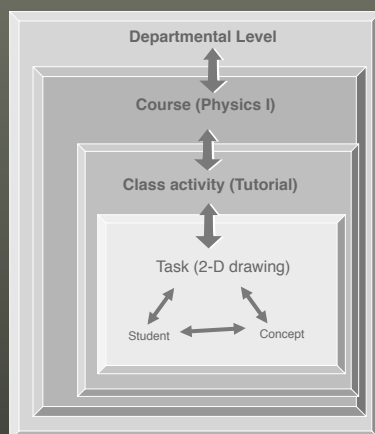 Departmental Level
Course (Physics I)
Class activity (Tutorial)
Task (2-D drawing)
Student
Concept